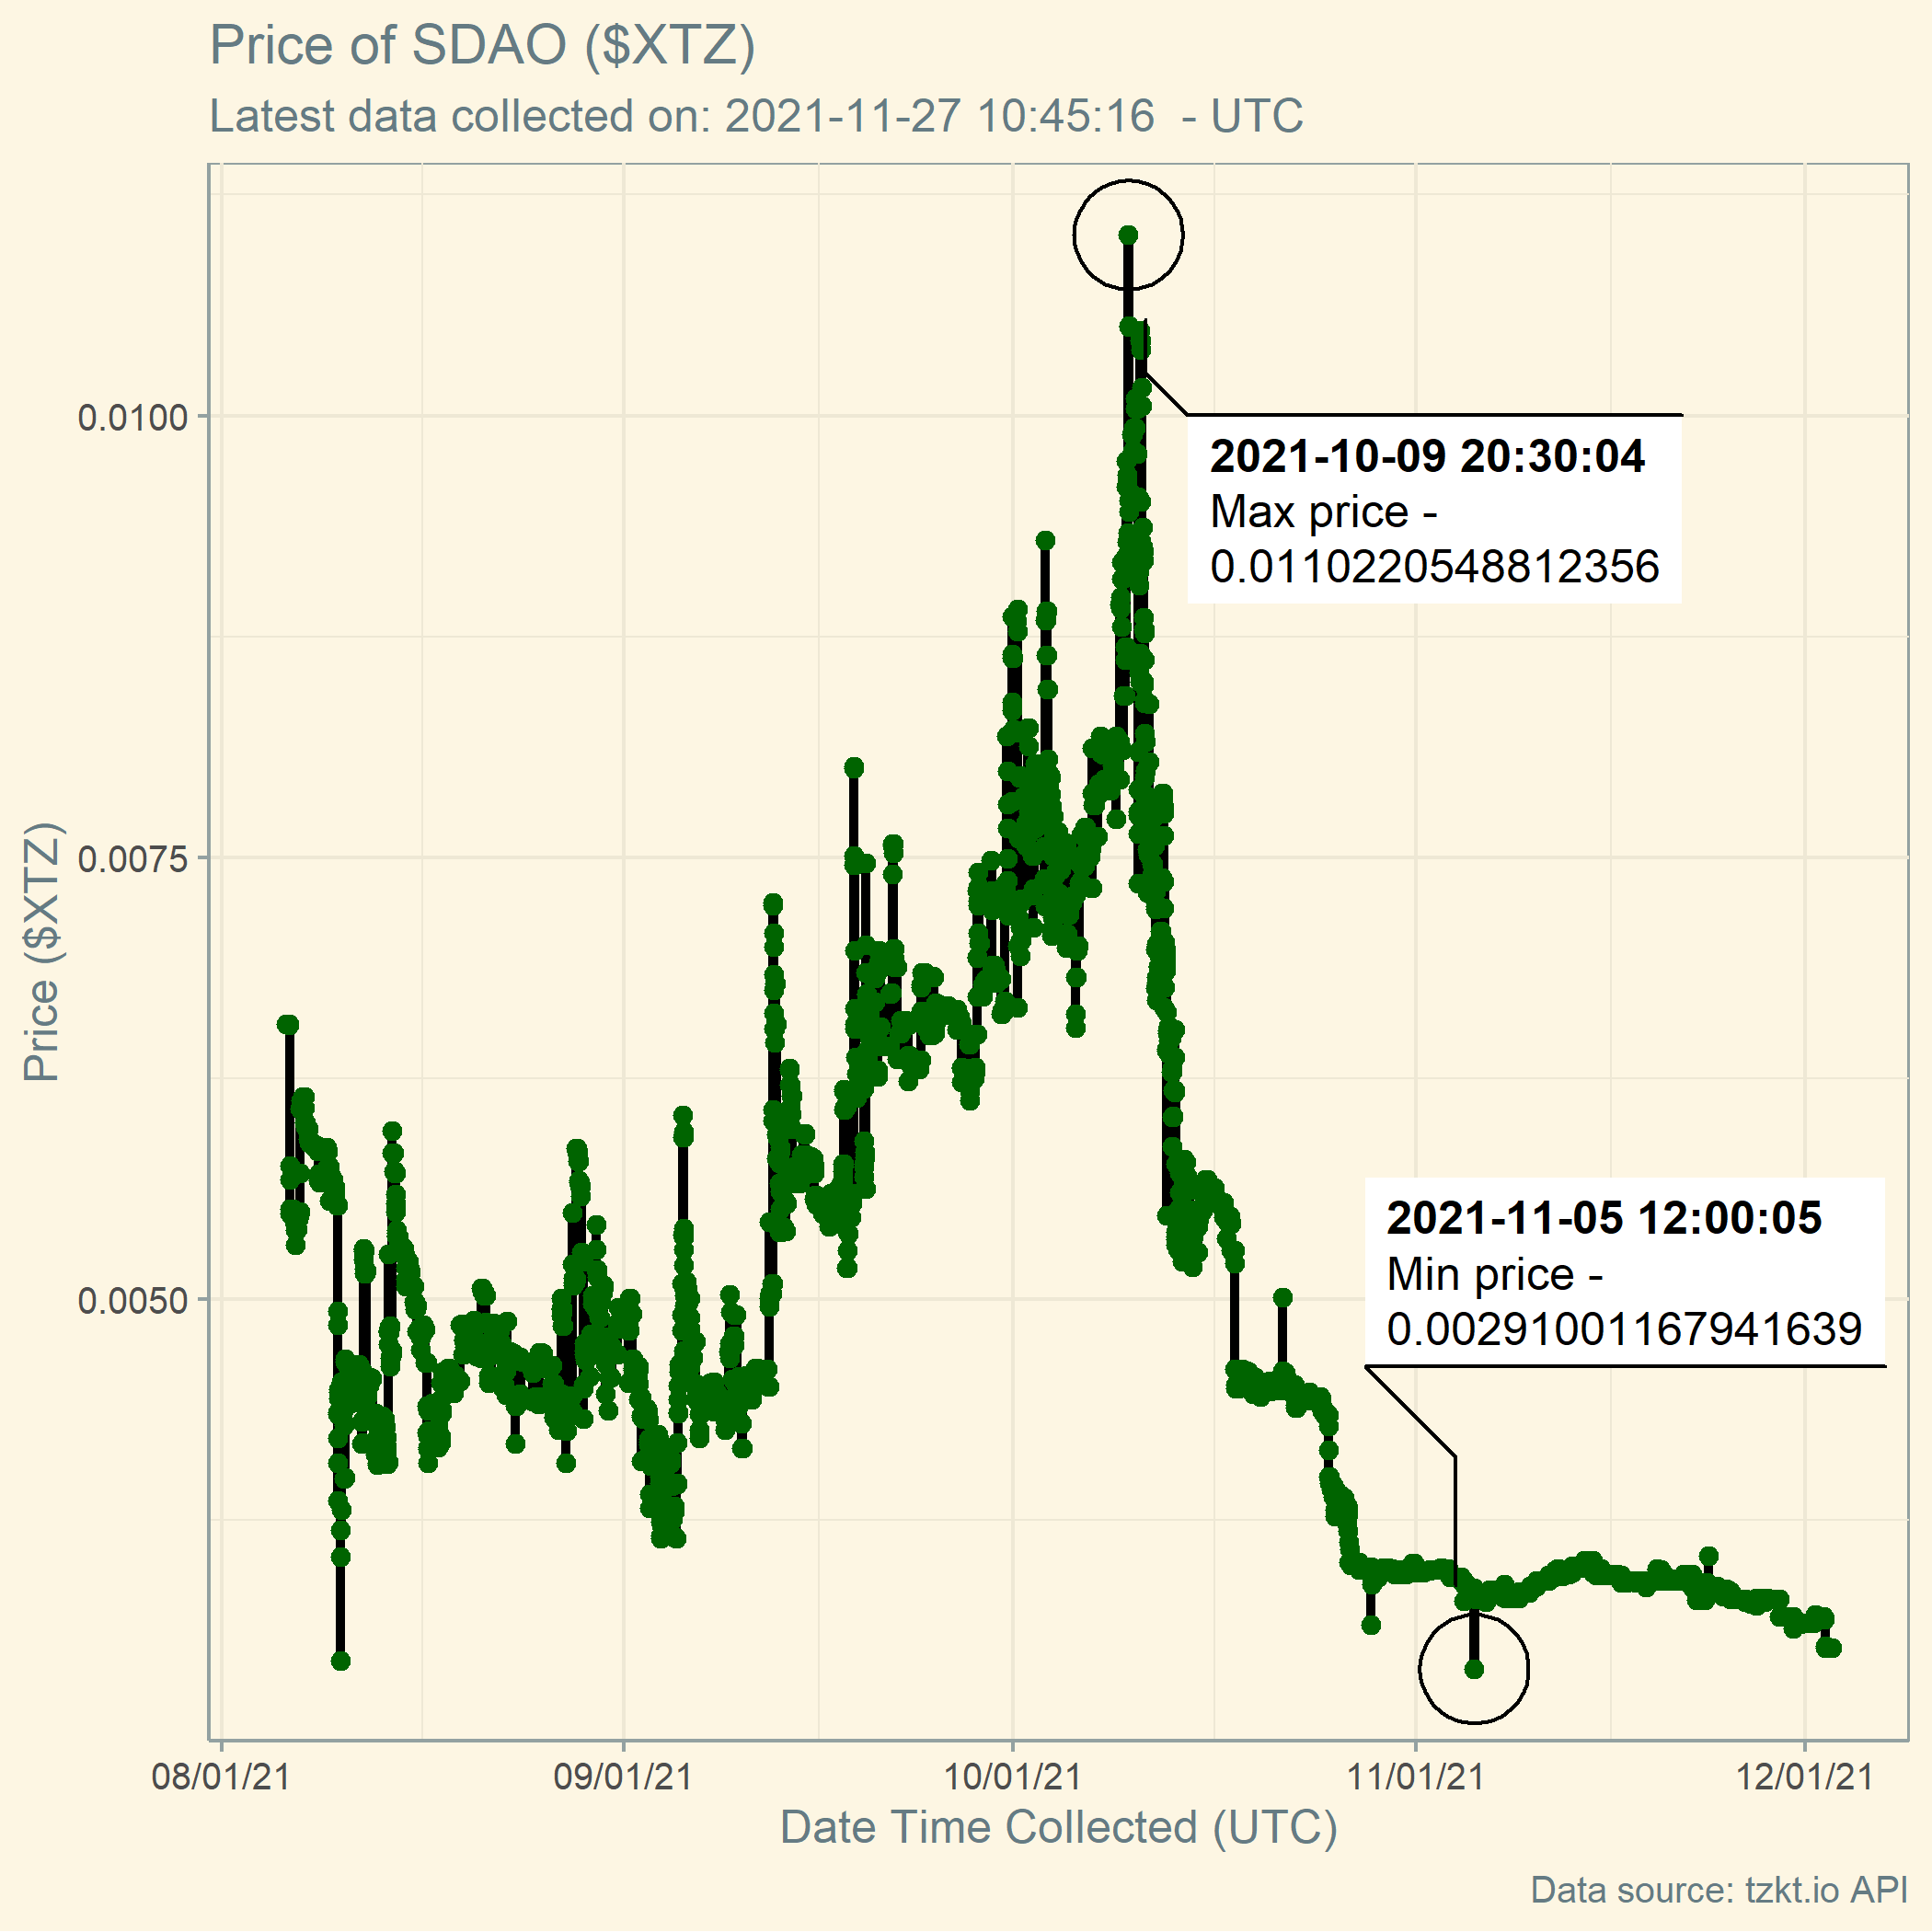 Price of SDAO ($XTZ)
Latest data collected on: 2021-11-27 10:45:16  - UTC
Price ($XTZ)
0.0100
0.0075
0.0050
2021-10-09 20:30:04
Max price -
0.0110220548812356
2021-11-05 12:00:05
Min price -
0.00291001167941639
08/01/21
09/01/21
10/01/21
11/01/21
12/01/21
Date Time Collected (UTC)
Data source: tzkt.io API